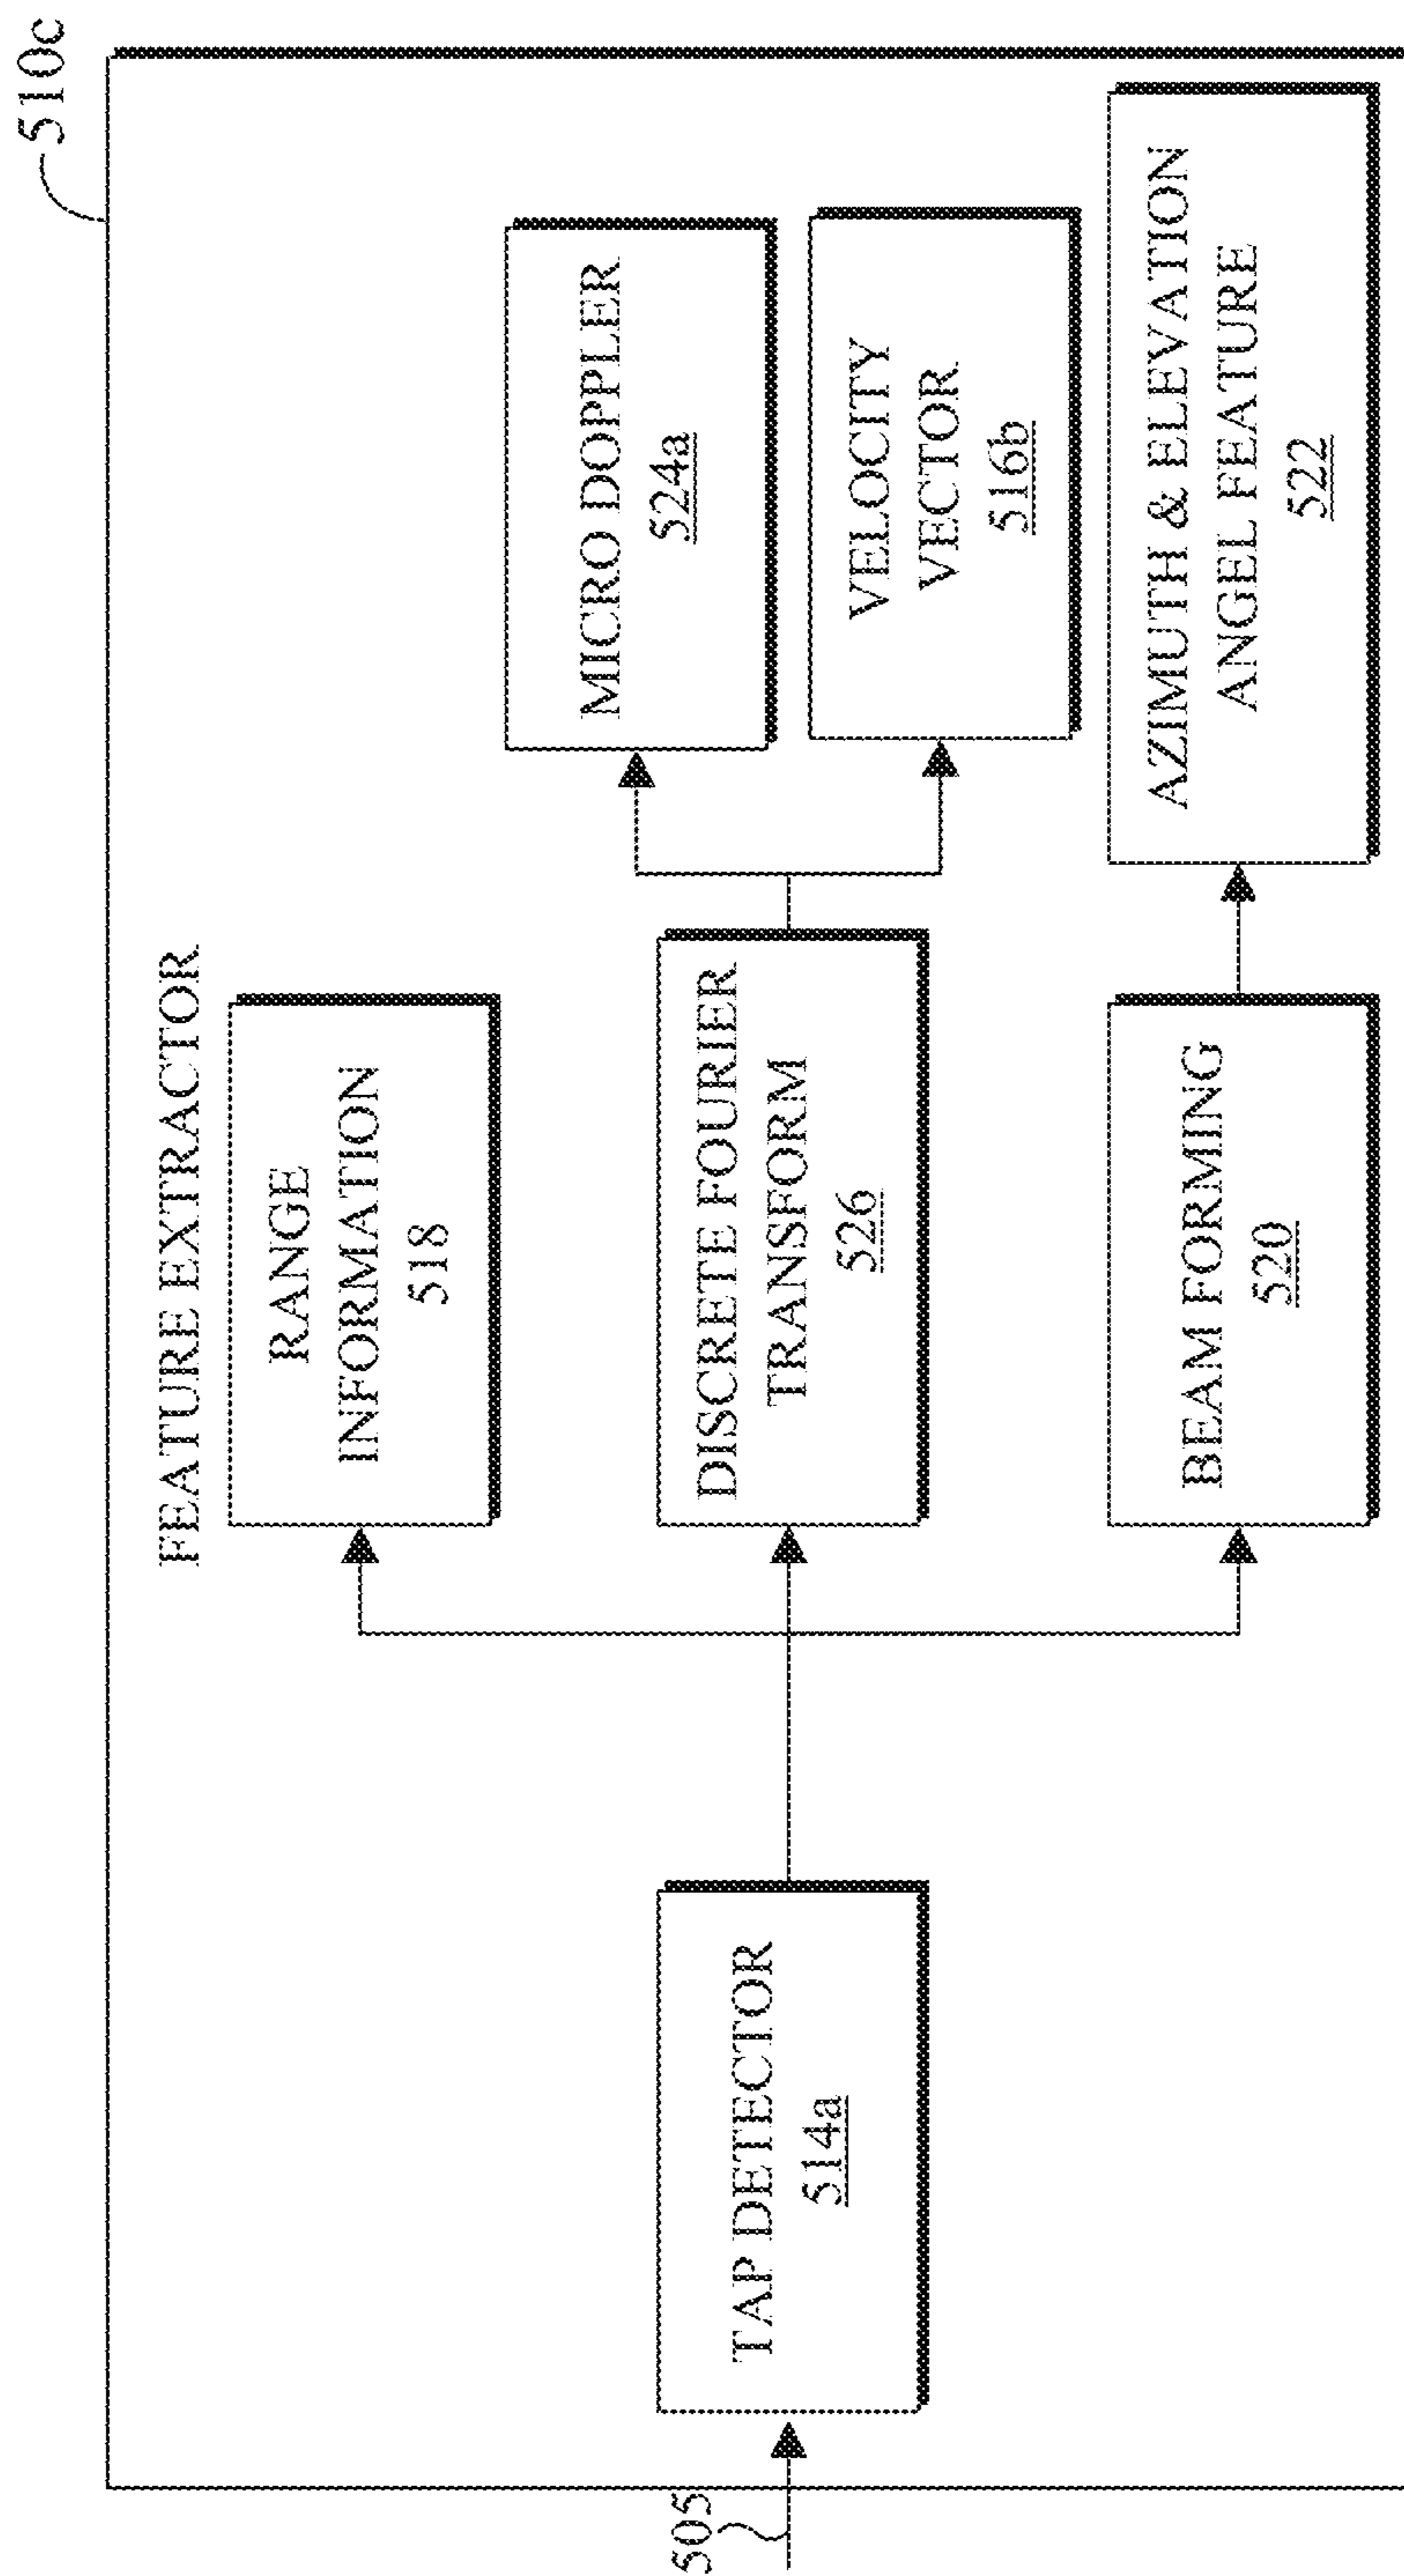 510c
FEATURE EXTRACTOR
505
TAP DETECTOR
514a
RANGE
INFORMATION
518
DISCRETE FOURIER
TRANSFORM
526
BEAM FORMING
520
MICRO DOPPLER
524a
VELOCITY
VECTOR
516b
AZIMUTH & ELEVATION
ANGEL FEATURE
522